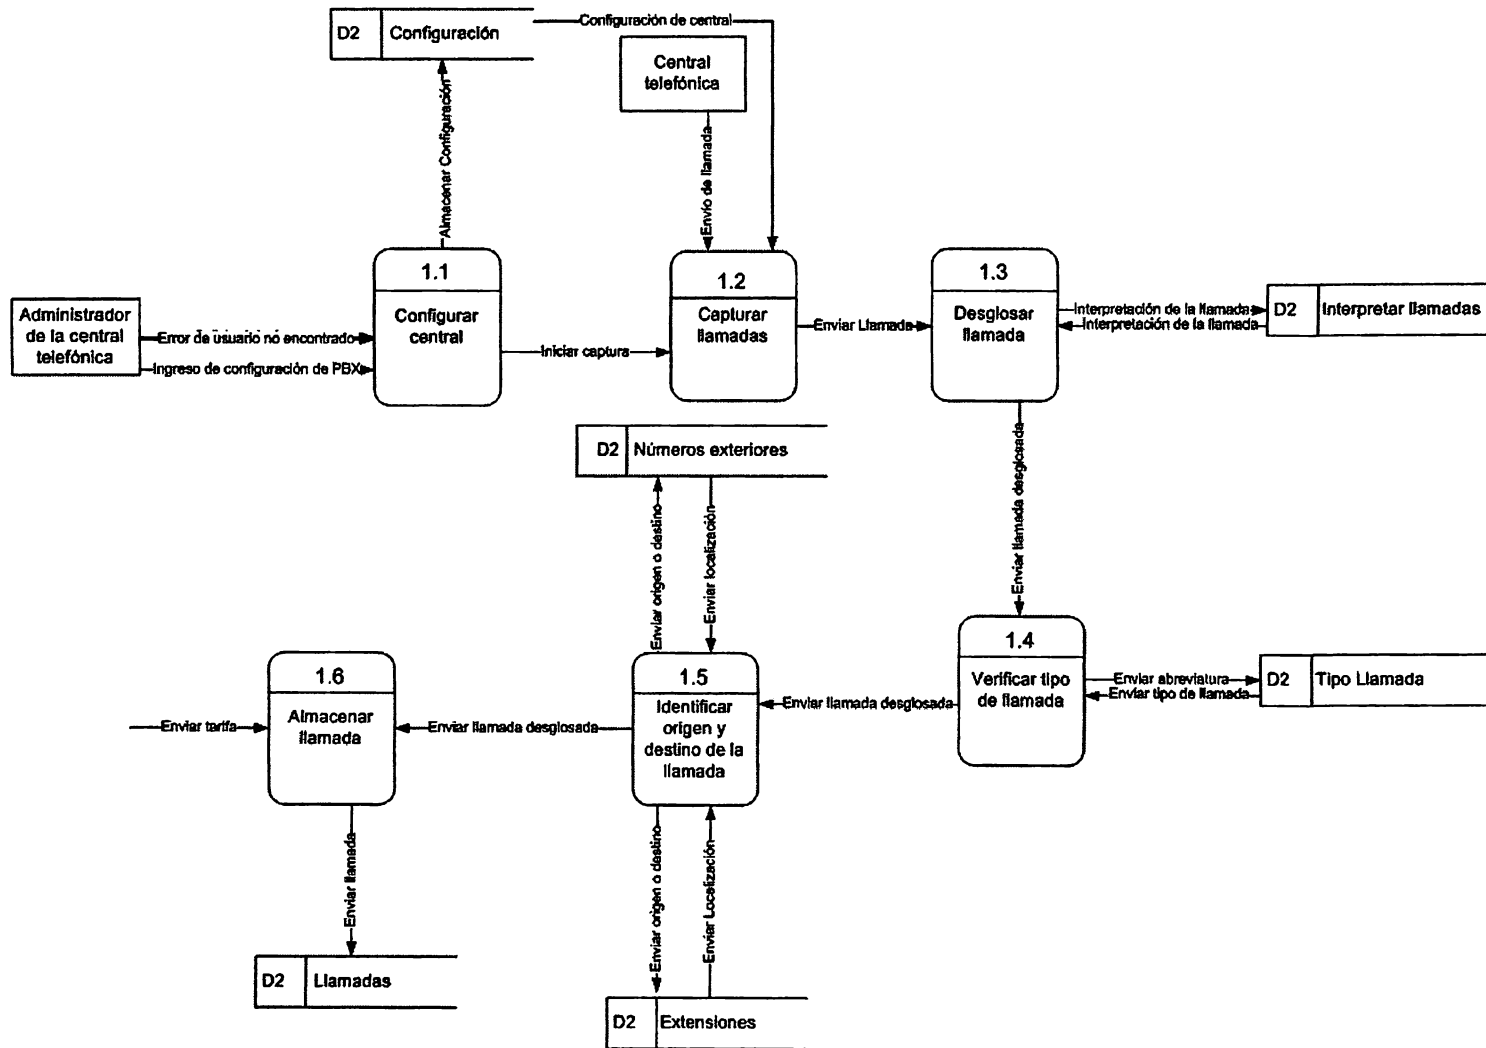 D2 Configuración
Configuración de central
Central
telefónica
Almacenar Configuración
Envío de llamada
1.1
Configurar
central
1.2
Capturar
llamadas
1.3
Desglosar
llamada
Administrador
de la central
telefónica
Error de usuario no encontrado
Ingreso de configuración de PBX
Iniciar captura
Enviar Llamada
Interpretación de la llamada
Interpretación de la llamada
D2 Interpretar llamadas
D2 Números exteriores
Enviar llamada desglosada
Enviar origen o destino
Enviar localización
1.4
Verificar tipo
de llamada
Enviar abreviatura
Enviar tipo de llamada
D2 Tipo Llamada
1.5
Identificar
origen y
destino de la
llamada
Enviar llamada desglosada
1.6
Almacenar
llamada
Enviar tarifa
Enviar llamada desglosada
Enviar llamada
Enviar origen o destino
Enviar Localización
D2 Llamadas
D2 Extensiones